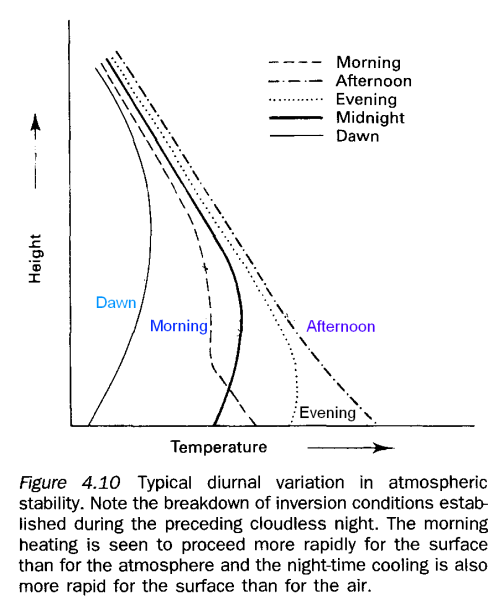 Morning
Afternoon
Evening
Midnight
Dawn
Height
Dawn
Morning
Afternoon
Evening
Temperature
Figure 4.10 Typical diurnal variation in atmospheric
stability. Note the breakdown of inversion conditions estab-
lished during the preceding cloudless night. The morning
heating is seen to proceed more rapidly for the surface
than for the atmosphere and the night-time cooling is also
more rapid for the surface than for the air.